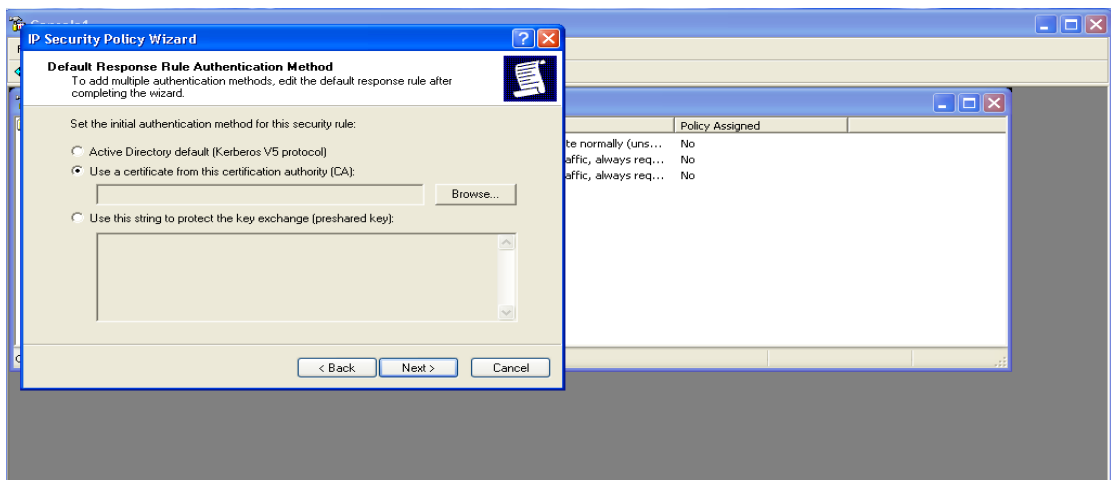 IP Security Policy Wizard
Default Response Rule Authentication Method
To add multiple authentication methods, edit the default response rule after
completing the wizard.
Set the initial authentication method for this security rule:
Active Directory default (Kerberos V5 protocol)
Use a certificate from this certification authority (CA):
Browse...
Use this string to protect the key exchange (preshared key):
< Back
Next >
Cancel
Policy Assigned
te normally (uns...
No
affic, always req...
No
affic, always req...
No